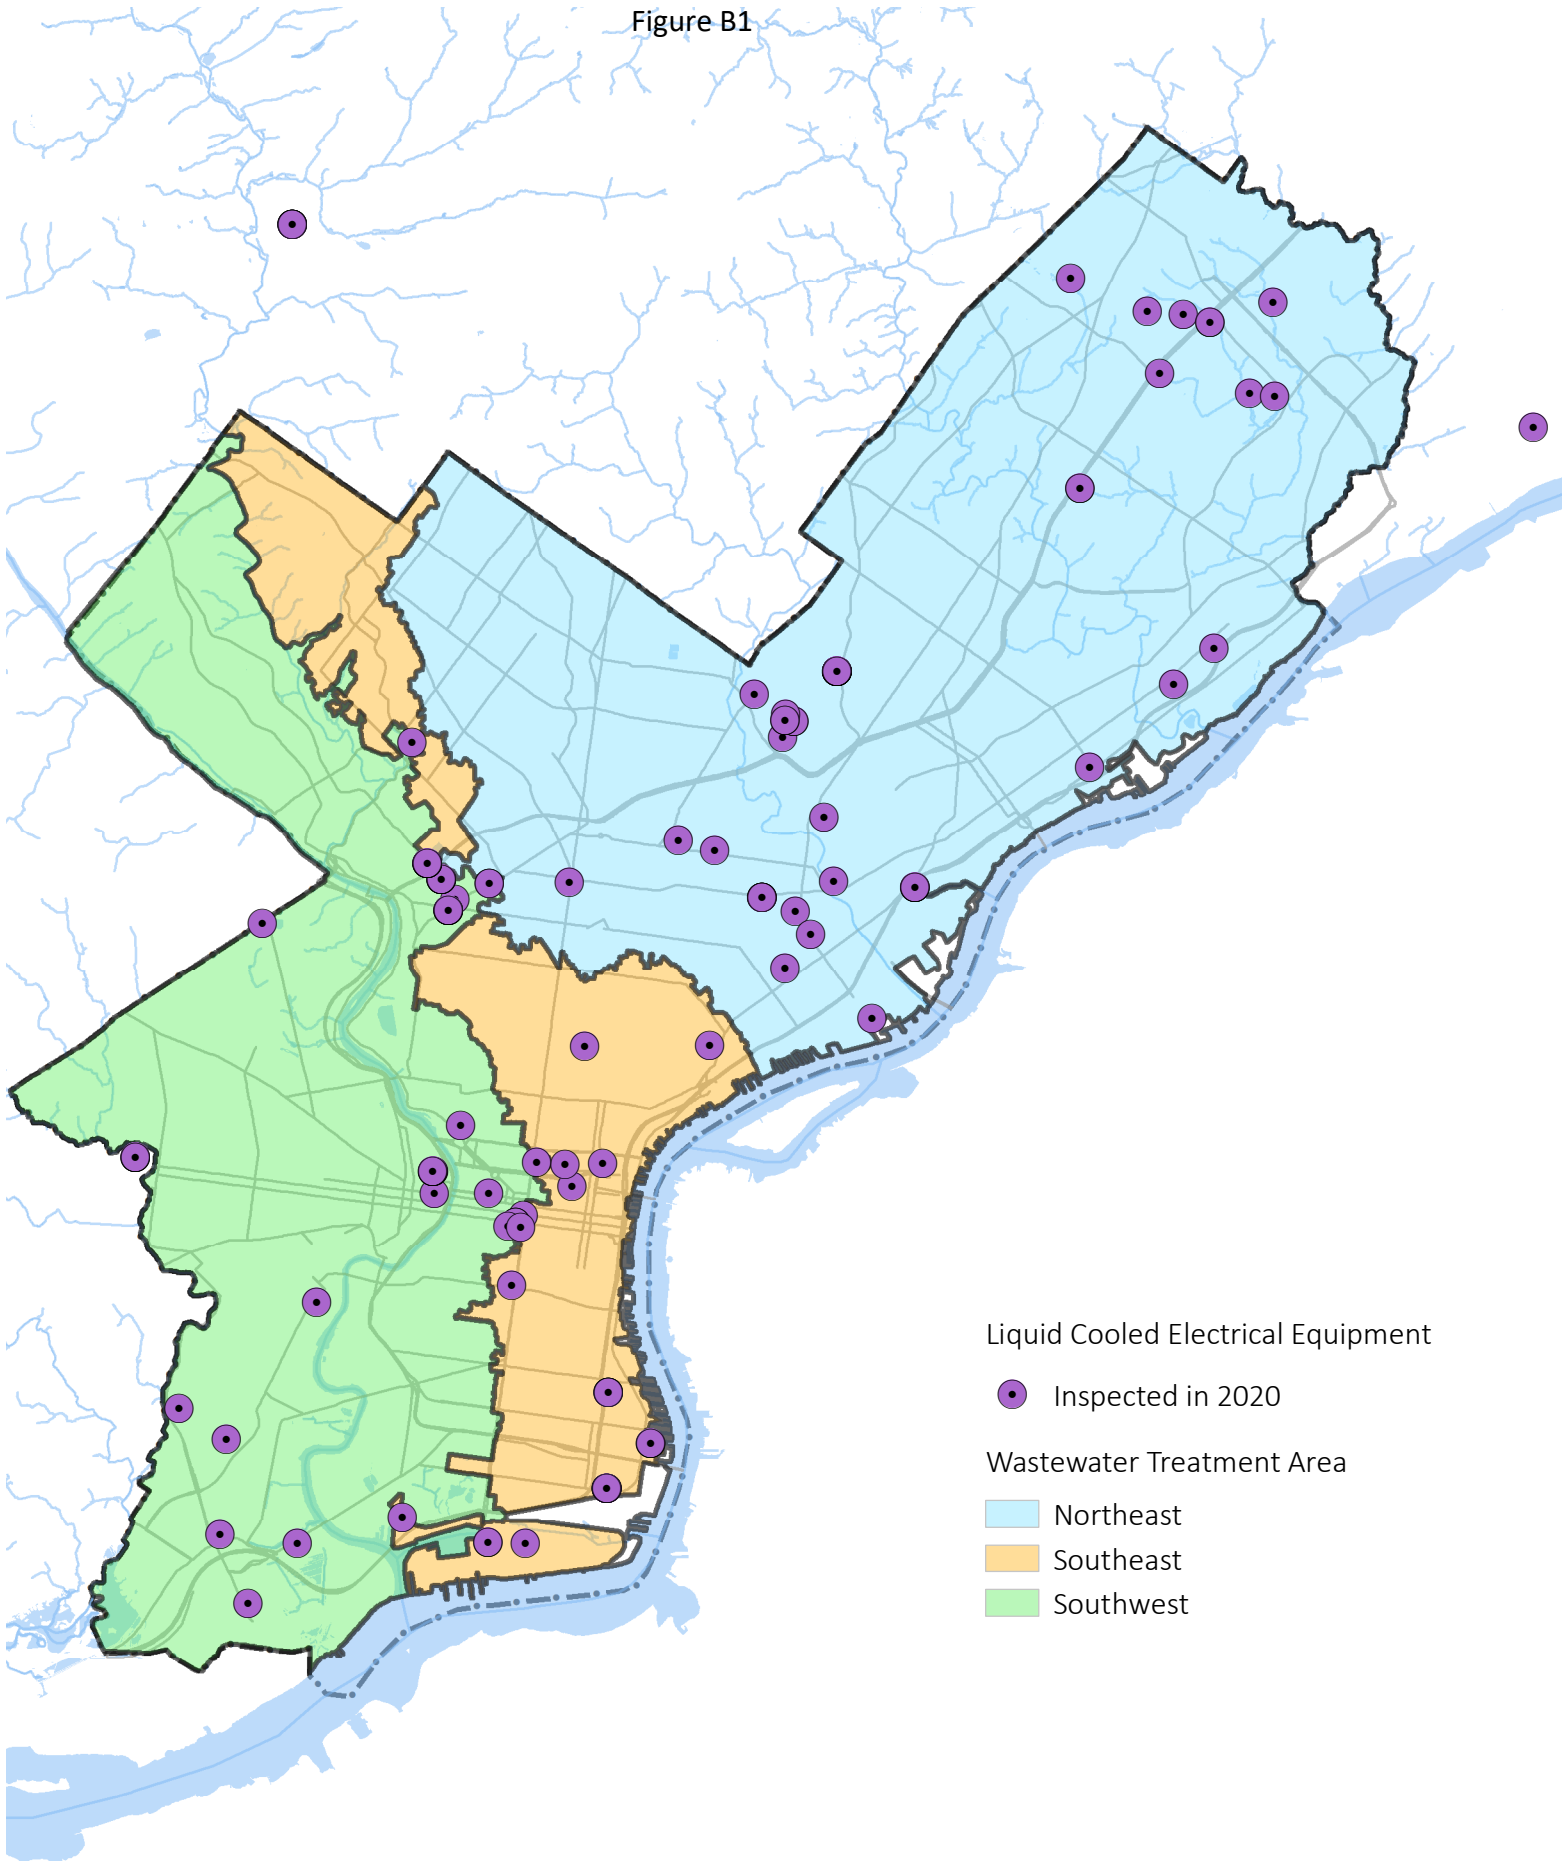 Figure B1
Liquid Cooled Electrical Equipment
Inspected in 2020
Wastewater Treatment Area
Northeast
Southeast
Southwest